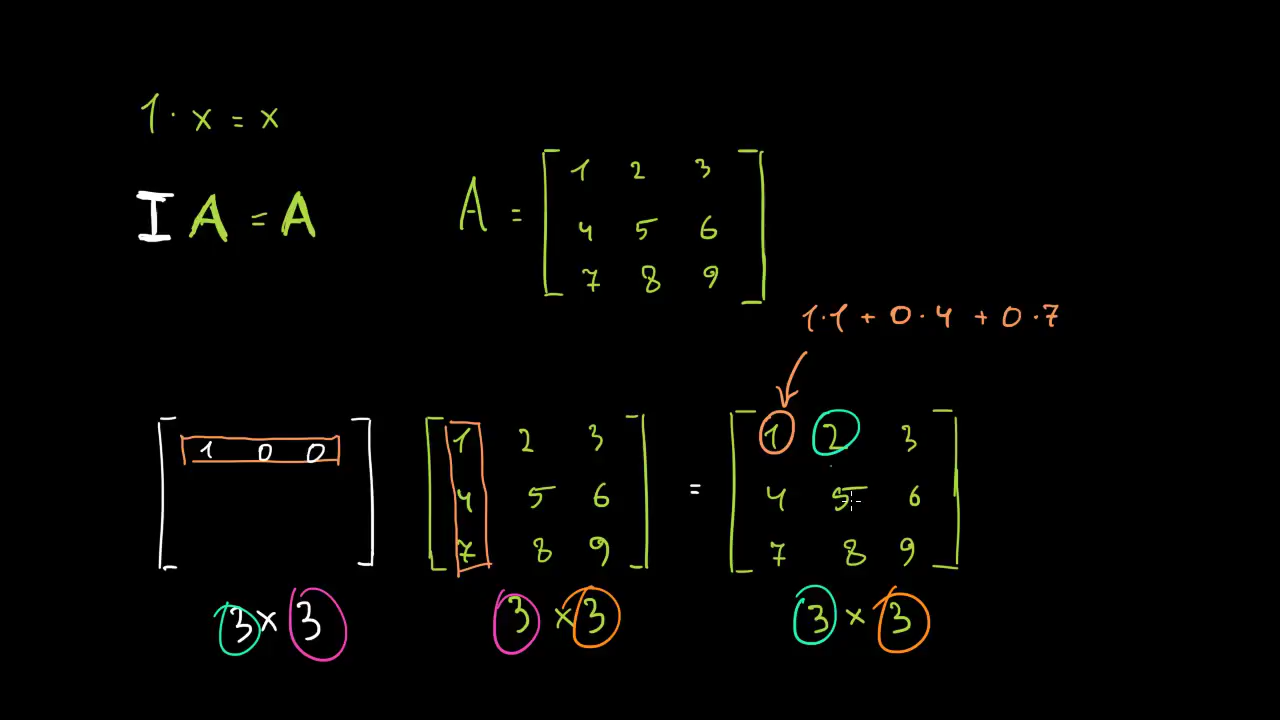 1 · x = x
I A = A
A = [ 1 2 3
4 5 6
7 8 9 ]
1·1 + 0·4 + 0·7
[ 1 0 0 ] [ 1 2 3 = [ 1 2 3
4 5 6 4 5 6
7 8 9 ] 7 8 9 ]
3 x 3 3 x 3 3 x 3